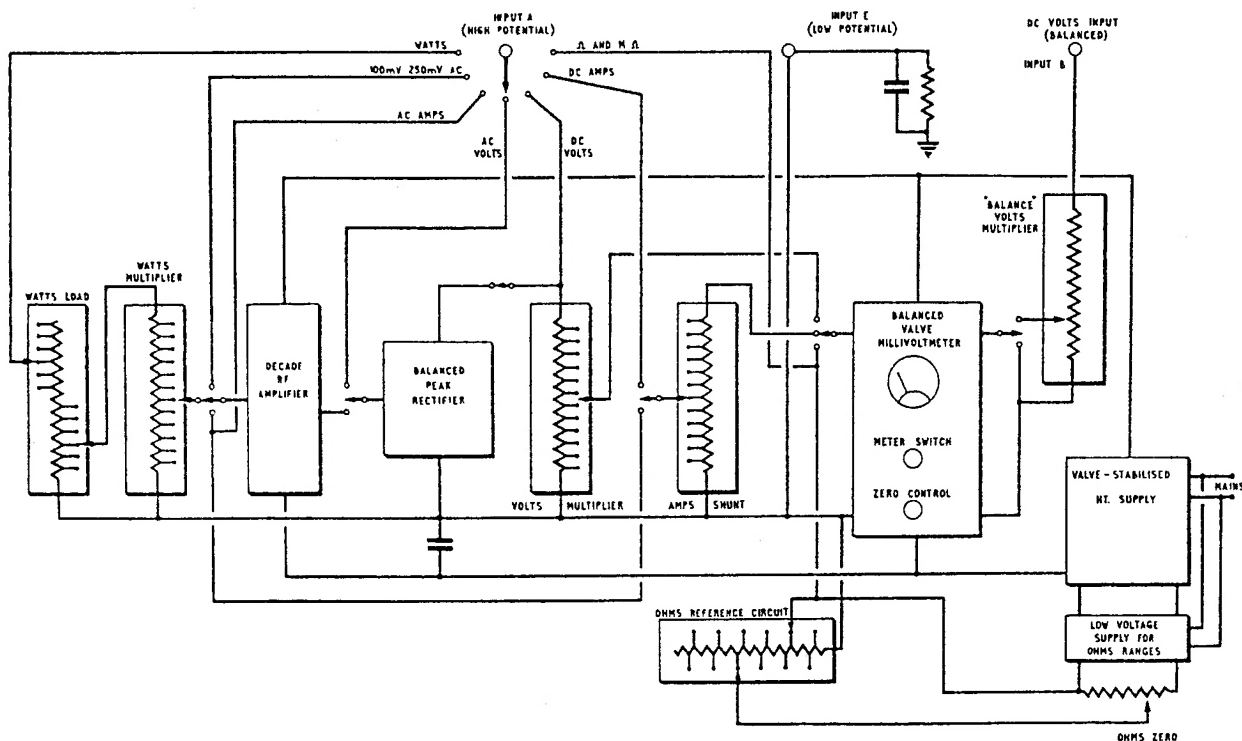 INPUT A
(HIGH POTENTIAL)
INPUT E
(LOW POTENTIAL)
DC VOLTS INPUT
(BALANCED)
INPUT B
WATTS
Ω AND M Ω
100mV 250mV AC
DC AMPS
AC AMPS
AC
VOLTS
DC
VOLTS
"BALANCE"
VOLTS
MULTIPLIER
WATTS
MULTIPLIER
WATTS LOAD
DECADE
RF
AMPLIFIER
BALANCED
PEAK
RECTIFIER
BALANCED
VALVE
MILLIVOLTMETER
METER SWITCH
ZERO CONTROL
VOLTS MULTIPLIER
AMPS SHUNT
VALVE-STABILISED
HT. SUPPLY
MAINS
OHMS REFERENCE CIRCUIT
LOW VOLTAGE
SUPPLY FOR
OHMS RANGES
OHMS ZERO